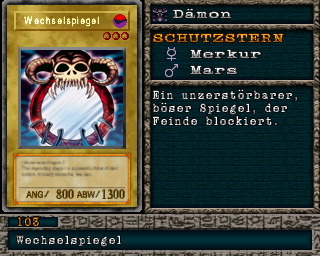 Wechselspiegel
ANG/ 800 ABW/1300
Dämon
SCHUTZSTERN
Merkur
Mars
Ein unzerstörbarer,
böser Spiegel, der
Feinde blockiert.
103
Wechselspiegel